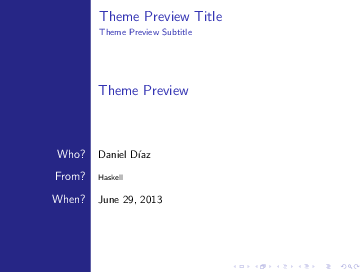 Theme Preview Title
Theme Preview Subtitle
Theme Preview
Who? Daniel Díaz
From? Haskell
When? June 29, 2013